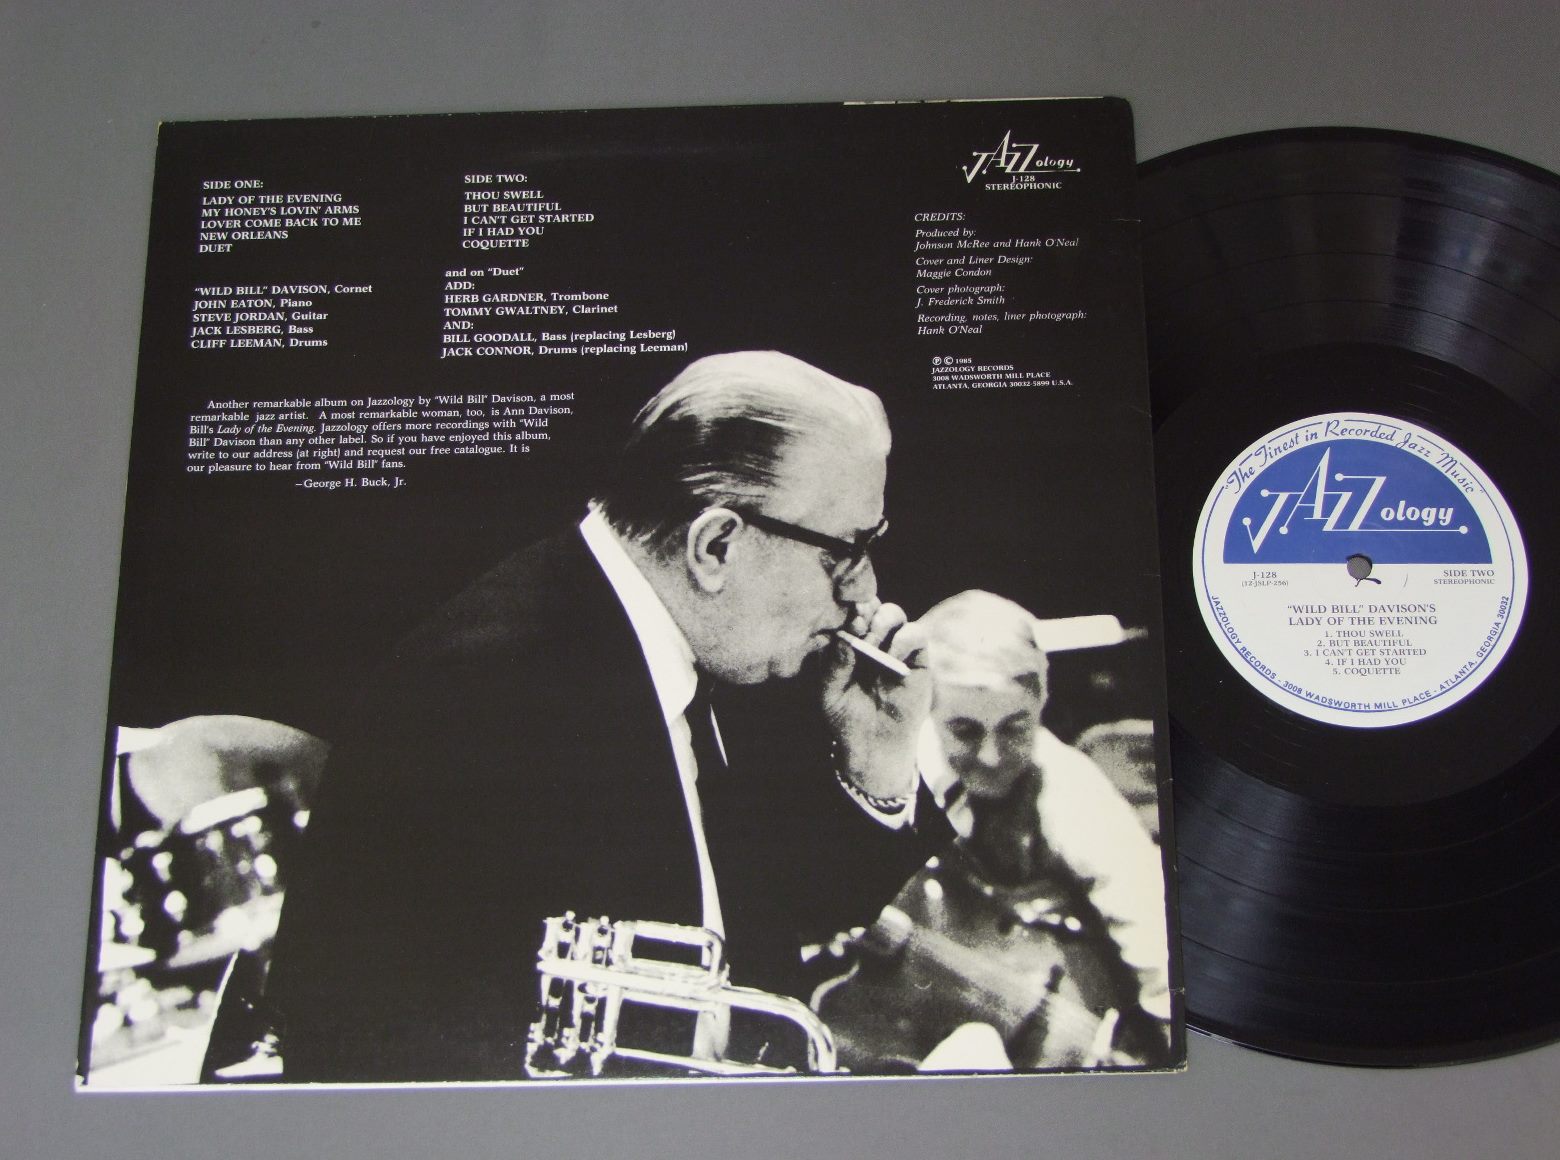 SIDE ONE:
LADY OF THE EVENING
MY HONEY'S LOVIN' ARMS
LOVER COME BACK TO ME
NEW ORLEANS
DUET
"WILD BILL" DAVISON, Cornet
JOHN EATON, Piano
STEVE JORDAN, Guitar
JACK LESBERG, Bass
CLIFF LEEMAN, Drums
SIDE TWO:
THOU SWELL
BUT BEAUTIFUL
I CAN'T GET STARTED
IF I HAD YOU
COQUETTE
and on "Duet"
ADD:
HERB GARDNER, Trombone
TOMMY GWALTNEY, Clarinet
AND:
BILL GOODALL, Bass (replacing Lesberg)
JACK CONNOR, Drums (replacing Leeman)
Another remarkable album on Jazzology by "Wild Bill" Davison, a most
remarkable jazz artist. A most remarkable woman, too, is Ann Davison,
Bill's Lady of the Evening. Jazzology offers more recordings with "Wild
Bill" Davison than any other label. So if you have enjoyed this album,
write to our address (at right) and request our free catalogue. It is
our pleasure to hear from "Wild Bill" fans.
—George H. Buck, Jr.
JAZZology
J-128
STEREOPHONIC
CREDITS:
Produced by:
Johnson McRee and Hank O'Neal
Cover and Liner Design:
Maggie Condon
Cover photograph:
J. Frederick Smith
Recording, notes, liner photograph:
Hank O'Neal
Ⓟ © 1985
JAZZOLOGY RECORDS
3008 WADSWORTH MILL PLACE
ATLANTA, GEORGIA 30032-5899 U.S.A.
"The Finest in Recorded Jazz Music"
JAZZology
J-128
(12-JSLP-256)
SIDE TWO
STEREOPHONIC
"WILD BILL" DAVISON'S
LADY OF THE EVENING
1. THOU SWELL
2. BUT BEAUTIFUL
3. I CAN'T GET STARTED
4. IF I HAD YOU
5. COQUETTE
JAZZOLOGY RECORDS - 3008 WADSWORTH MILL PLACE - ATLANTA, GEORGIA 30032